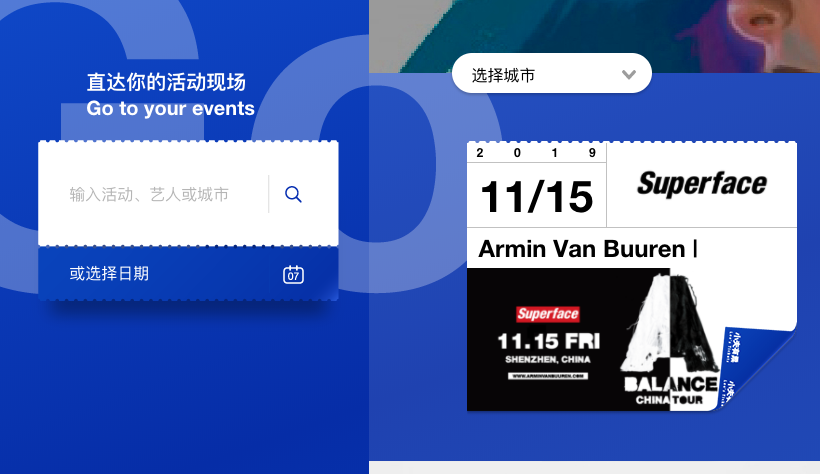 Go
直达你的活动现场
Go to your events
输入活动、艺人或城市
或选择日期
07
选择城市
2 0 1 9
11/15
Superface
Armin Van Buuren |
Superface
11.15 FRI
SHENZHEN, CHINA
WWW.ARMINVANBUUREN.COM
A
BALANCE
CHINA TOUR